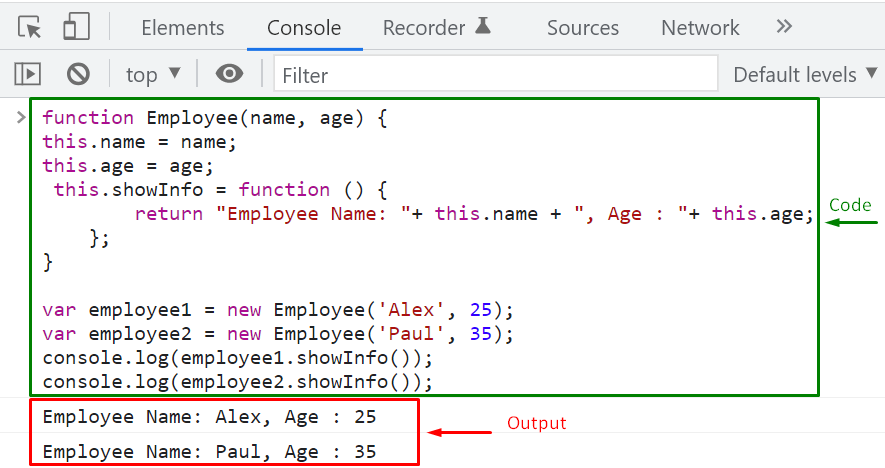 Elements Console Recorder Sources Network »
top ▼ Filter Default levels ▼
> function Employee(name, age) {
this.name = name;
this.age = age;
 this.showInfo = function () {
        return "Employee Name: "+ this.name + ", Age : "+ this.age;
    };
}
Code
var employee1 = new Employee('Alex', 25);
var employee2 = new Employee('Paul', 35);
console.log(employee1.showInfo());
console.log(employee2.showInfo());
Employee Name: Alex, Age : 25
Output
Employee Name: Paul, Age : 35